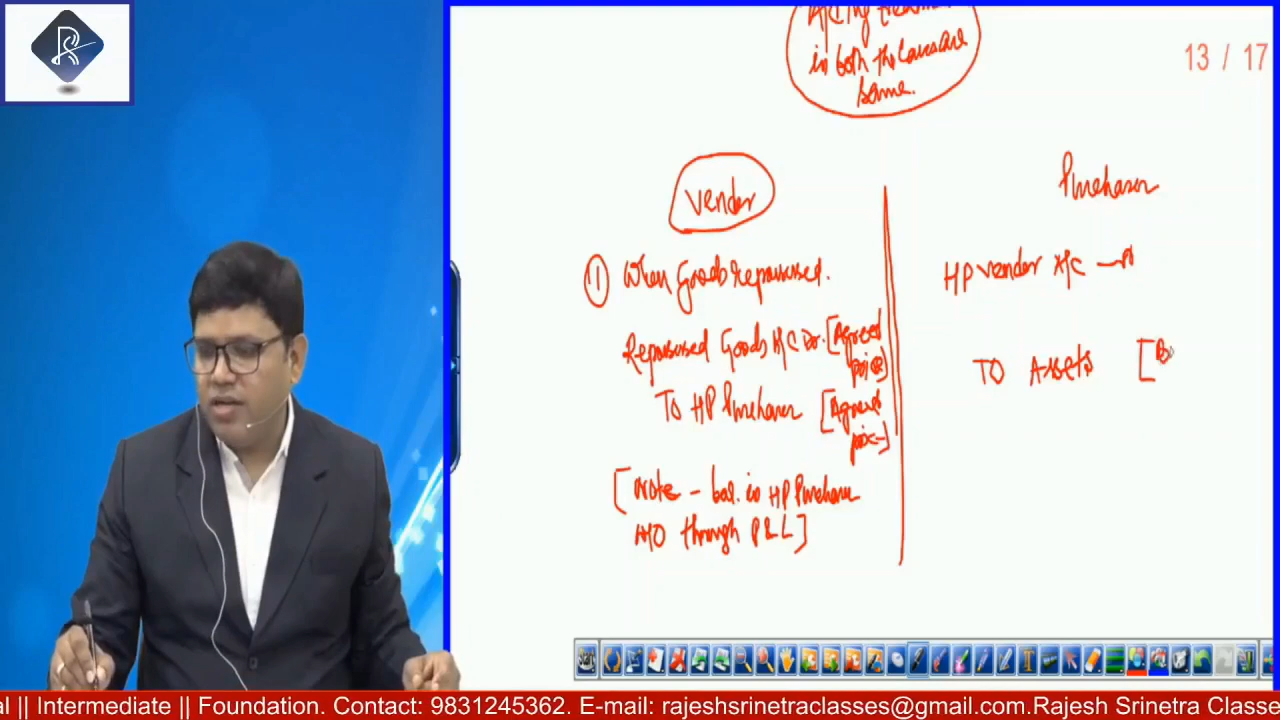 in both the cases are
same.
13 / 17
Vendor
Purchaser
① When Goods Repossessed.
HP vendor A/C — Dr
Repossessed Goods A/C Dr. [Agreed
price]
To HP Purchaser [Agreed
price]
To Assets [B
[Note - bal. in HP Purchaser
through P & L]
al || Intermediate || Foundation. Contact: 9831245362. E-mail: rajeshsrinetraclasses@gmail.com.Rajesh Srinetra Classe